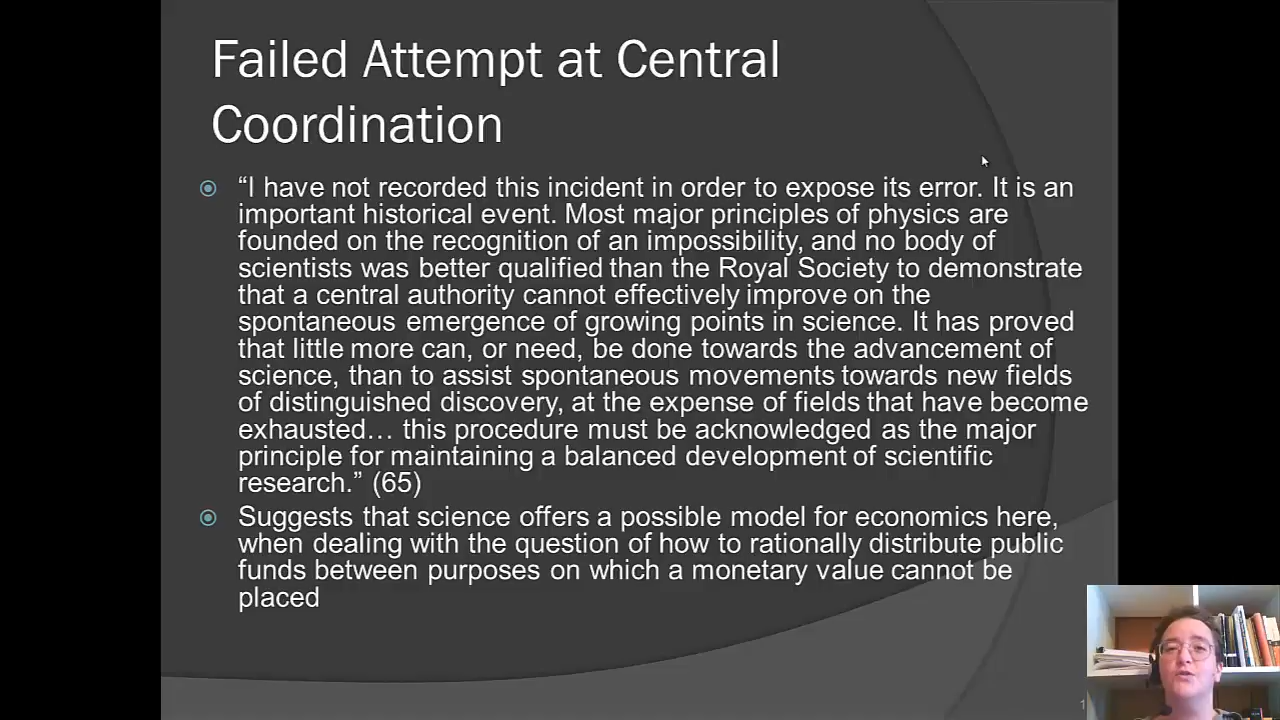 Failed Attempt at Central
Coordination
“I have not recorded this incident in order to expose its error. It is an
important historical event. Most major principles of physics are
founded on the recognition of an impossibility, and no body of
scientists was better qualified than the Royal Society to demonstrate
that a central authority cannot effectively improve on the
spontaneous emergence of growing points in science. It has proved
that little more can, or need, be done towards the advancement of
science, than to assist spontaneous movements towards new fields
of distinguished discovery, at the expense of fields that have become
exhausted… this procedure must be acknowledged as the major
principle for maintaining a balanced development of scientific
research.” (65)
Suggests that science offers a possible model for economics here,
when dealing with the question of how to rationally distribute public
funds between purposes on which a monetary value cannot be
placed